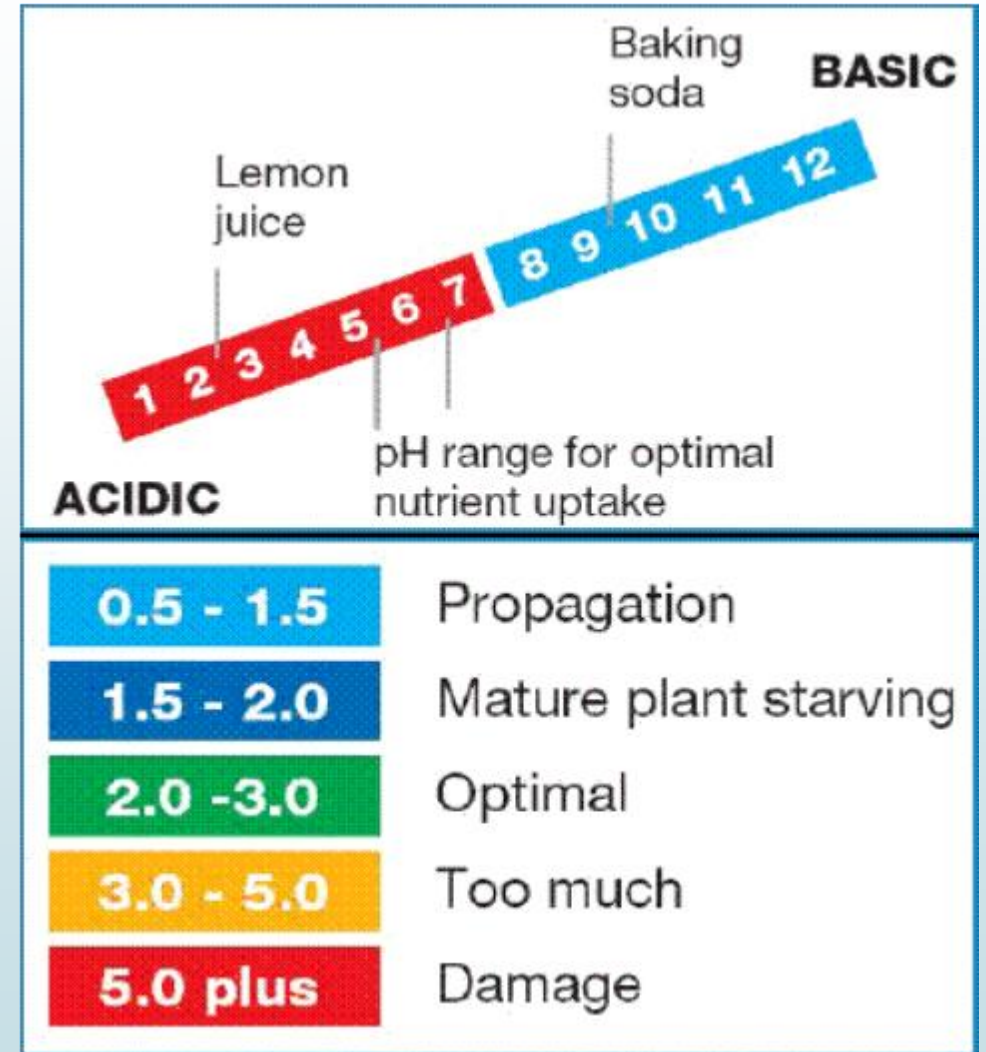 Baking
soda
BASIC
Lemon
juice
1 2 3 4 5 6 7 8 9 10 11 12
pH range for optimal
nutrient uptake
ACIDIC
0.5 - 1.5 Propagation
1.5 - 2.0 Mature plant starving
2.0 -3.0 Optimal
3.0 - 5.0 Too much
5.0 plus Damage